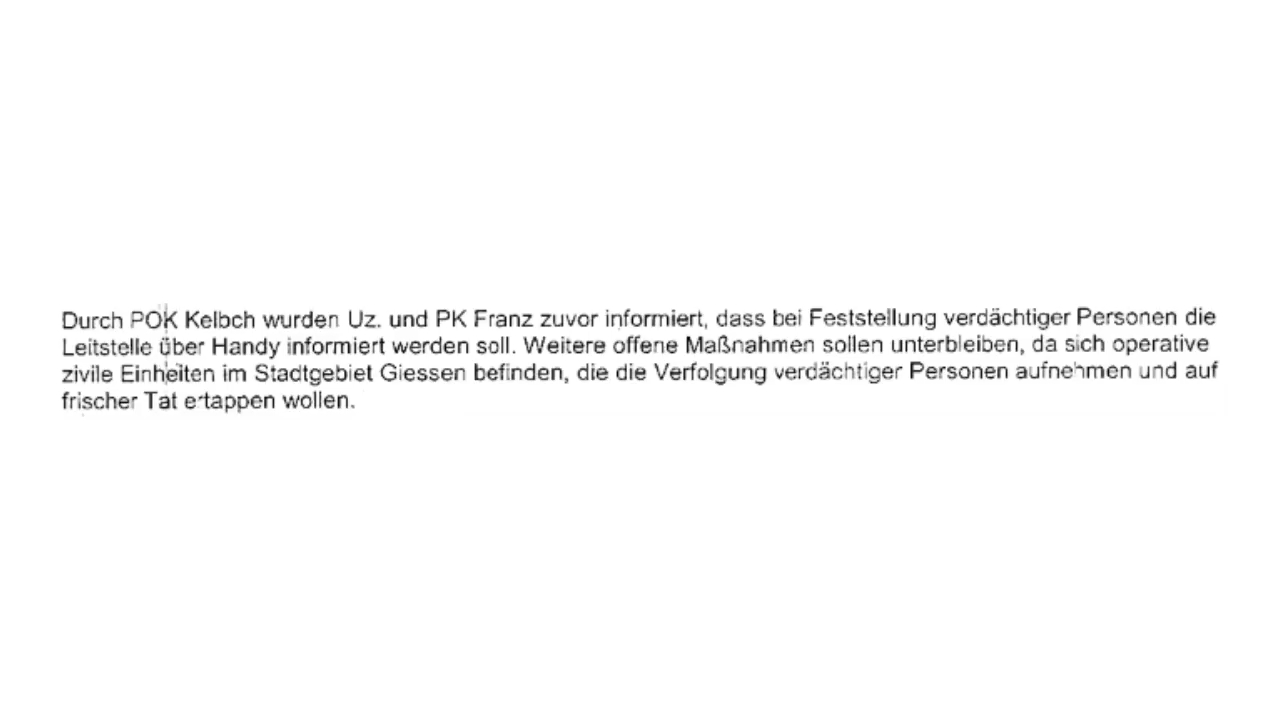 Durch POK Kelbch wurden Uz. und PK Franz zuvor informiert, dass bei Feststellung verdächtiger Personen die
Leitstelle über Handy informiert werden soll. Weitere offene Maßnahmen sollen unterbleiben, da sich operative
zivile Einheiten im Stadtgebiet Giessen befinden, die die Verfolgung verdächtiger Personen aufnehmen und auf
frischer Tat ertappen wollen.